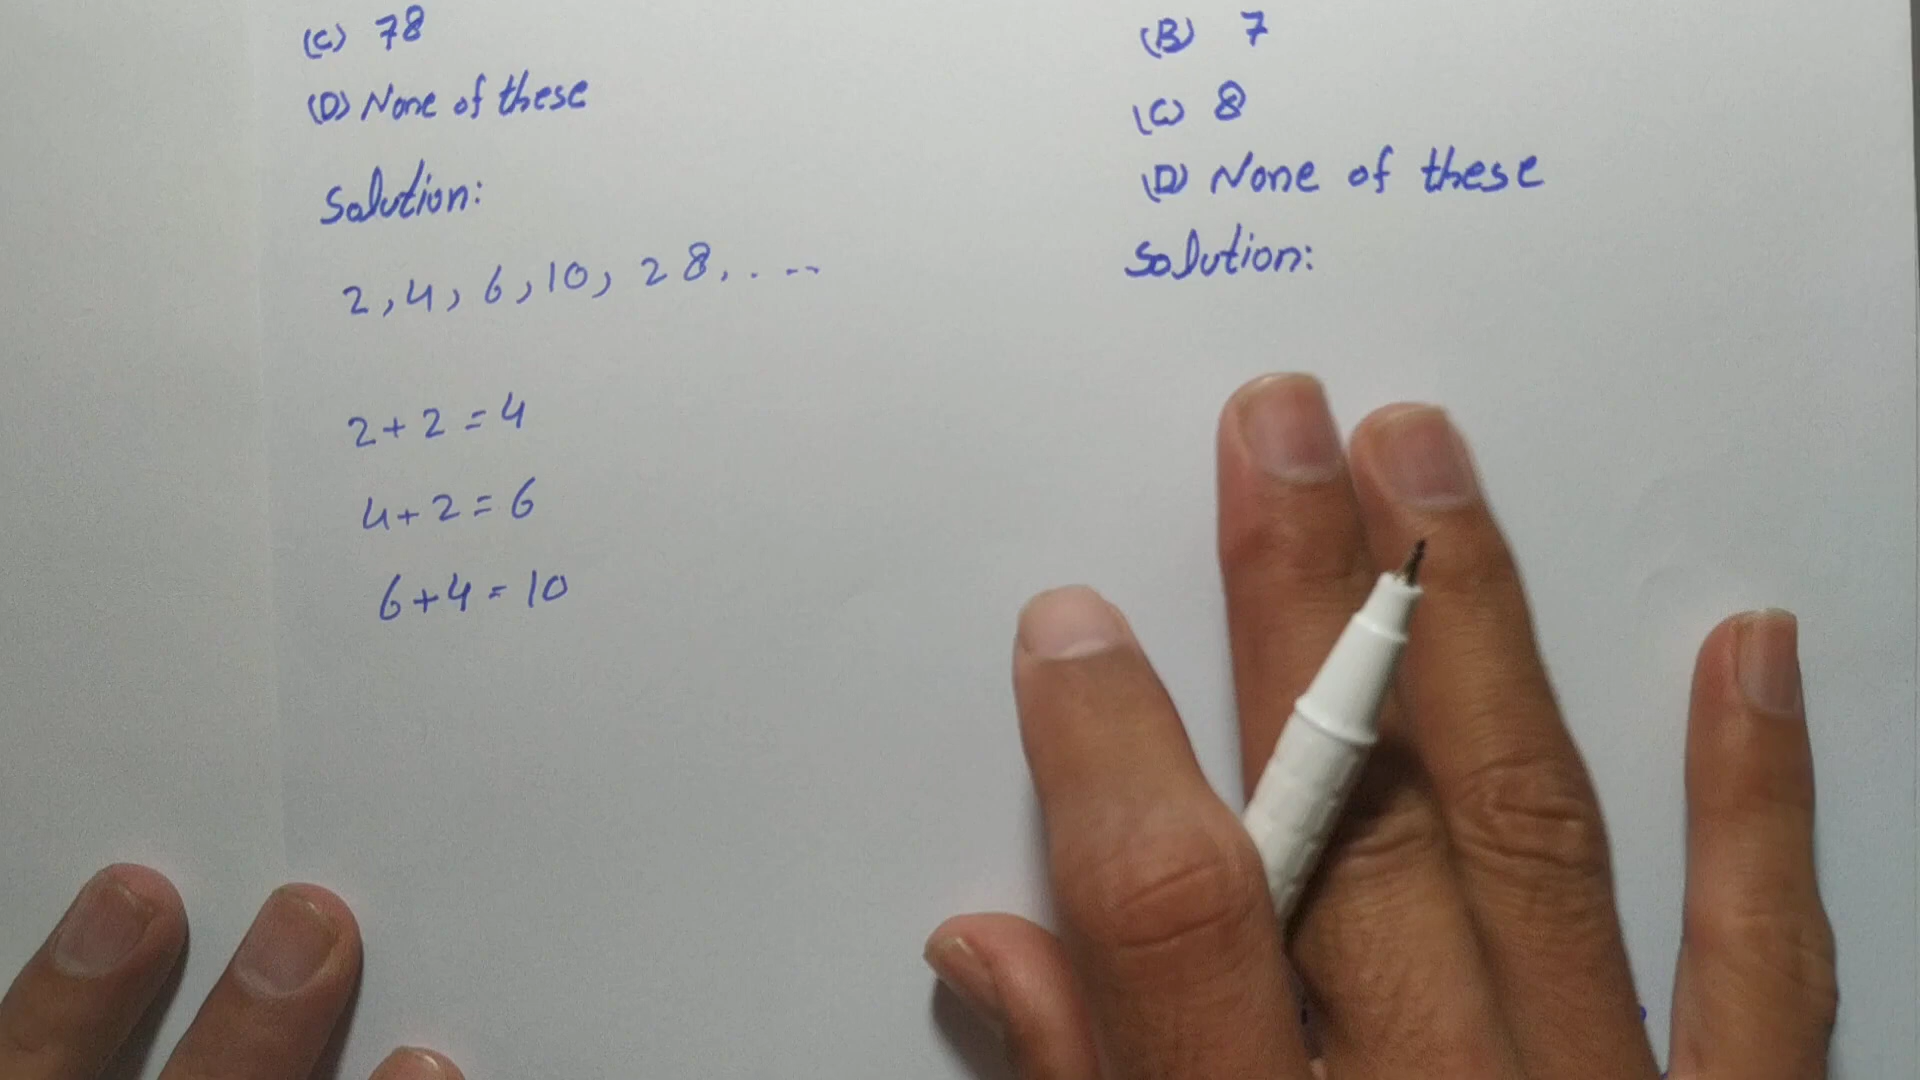 (C) 78
(D) None of these
Solution:
2, 4, 6, 10, 28, ....
2 + 2 = 4
4 + 2 = 6
6 + 4 = 10
(B) 7
(C) 8
(D) None of these
Solution: